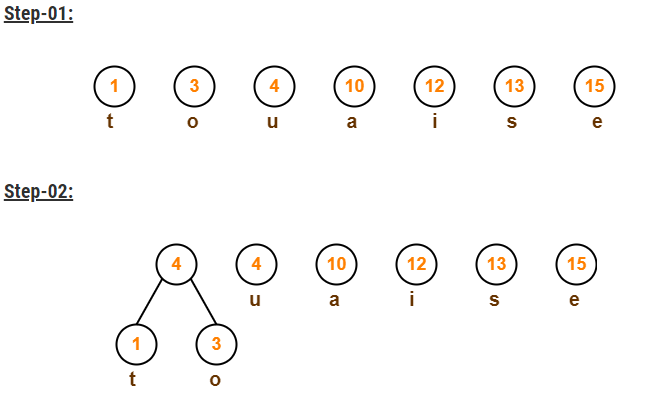 Step-01:
1 3 4 10 12 13 15
t o u a i s e
Step-02:
4 4 10 12 13 15
u a i s e
1 3
t o